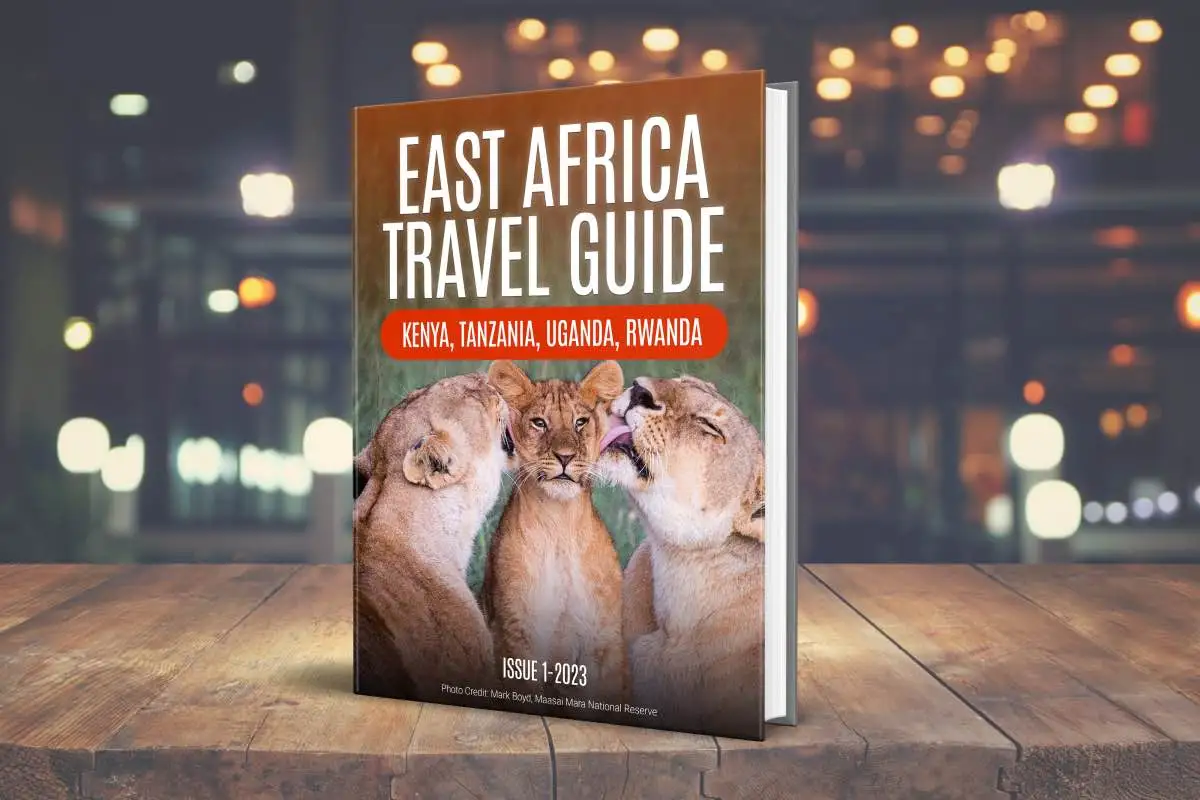 EAST AFRICA
TRAVEL GUIDE
KENYA, TANZANIA, UGANDA, RWANDA
ISSUE 1-2023
Photo Credit: Mark Boyd, Maasai Mara National Reserve